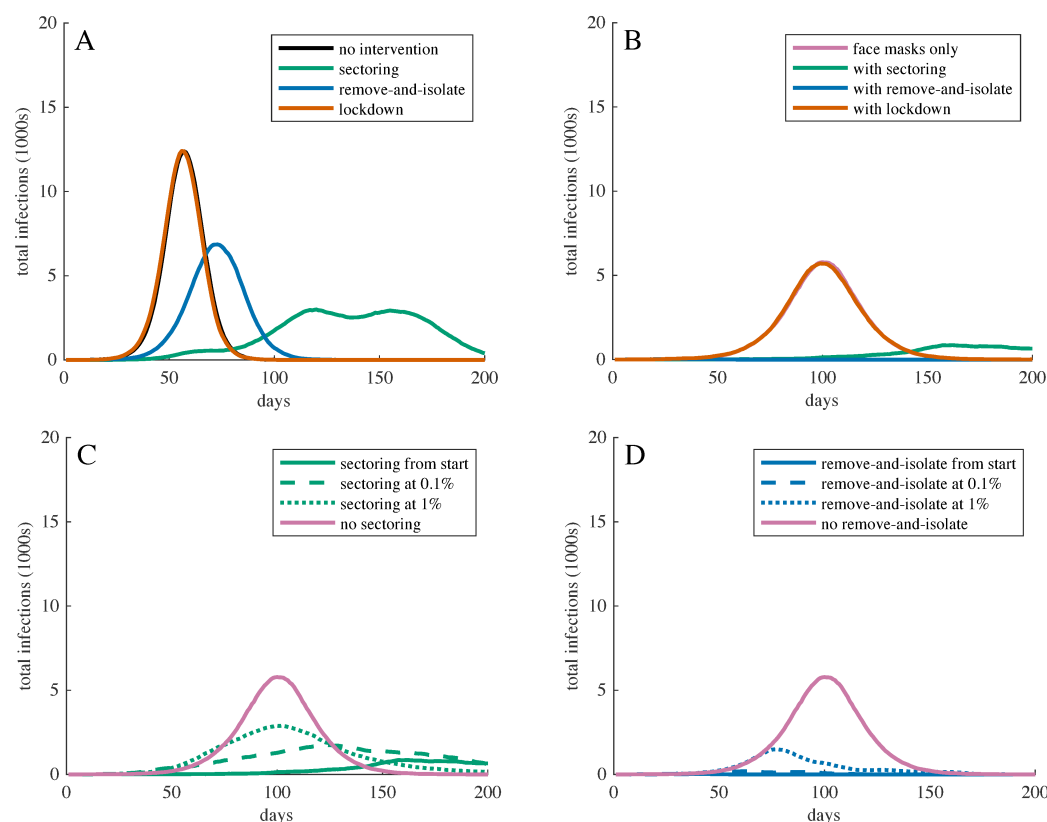 A
no intervention
sectoring
remove-and-isolate
lockdown
total infections (1000s)
20
15
10
5
0
0 50 100 150 200
days
B
face masks only
with sectoring
with remove-and-isolate
with lockdown
total infections (1000s)
20
15
10
5
0
0 50 100 150 200
days
C
sectoring from start
sectoring at 0.1%
sectoring at 1%
no sectoring
total infections (1000s)
20
15
10
5
0
0 50 100 150 200
days
D
remove-and-isolate from start
remove-and-isolate at 0.1%
remove-and-isolate at 1%
no remove-and-isolate
total infections (1000s)
20
15
10
5
0
0 50 100 150 200
days